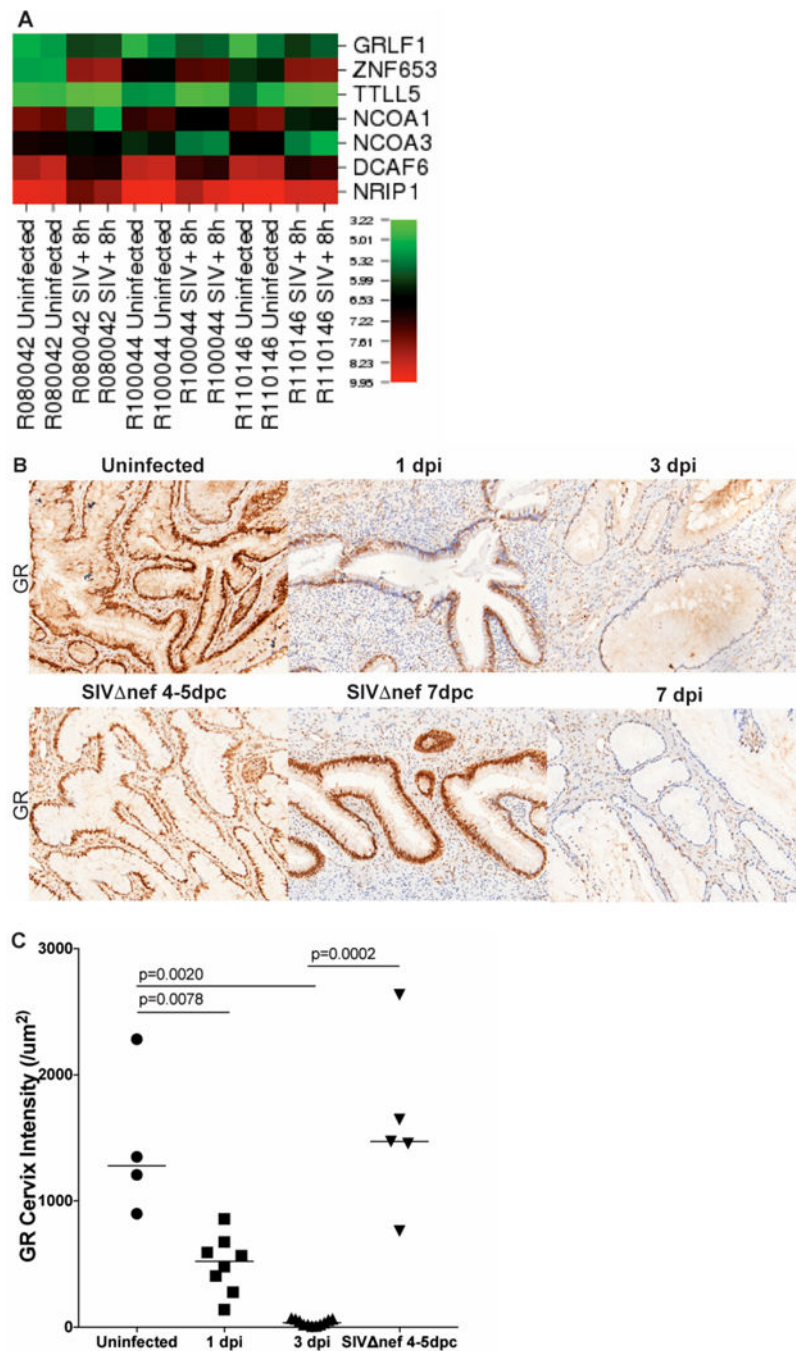 A
GRLF1
ZNF653
TTLL5
NCOA1
NCOA3
DCAF6
NRIP1
3.22
5.01
5.32
5.99
6.53
7.22
7.61
8.23
9.95
R080042 Uninfected
R080042 Uninfected
R080042 SIV+ 8h
R080042 SIV+ 8h
R100044 Uninfected
R100044 Uninfected
R100044 SIV+ 8h
R100044 SIV+ 8h
R110146 Uninfected
R110146 Uninfected
R110146 SIV+ 8h
R110146 SIV+ 8h
B
Uninfected 1 dpi 3 dpi
GR
SIVΔnef 4-5dpc SIVΔnef 7dpc 7 dpi
GR
C
GR Cervix Intensity (/um²)
3000
2000
1000
0
p=0.0002
p=0.0020
p=0.0078
Uninfected 1 dpi 3 dpi SIVΔnef 4-5dpc